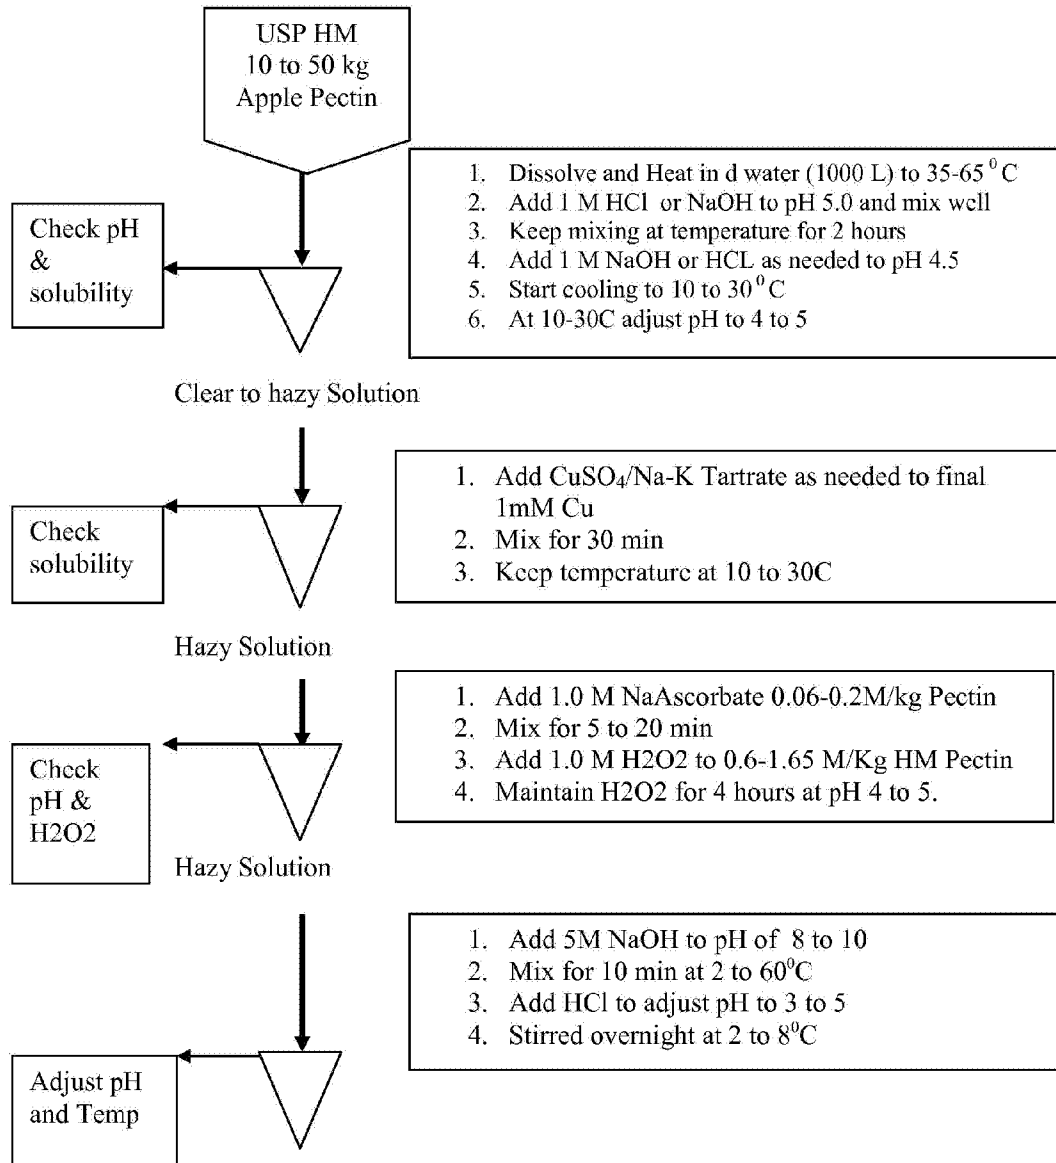 USP HM
10 to 50 kg
Apple Pectin
1. Dissolve and Heat in d water (1000 L) to 35-65⁰ C
2. Add 1 M HCl or NaOH to pH 5.0 and mix well
3. Keep mixing at temperature for 2 hours
4. Add 1 M NaOH or HCL as needed to pH 4.5
5. Start cooling to 10 to 30⁰ C
6. At 10-30C adjust pH to 4 to 5
Check pH
&
solubility
Clear to hazy Solution
1. Add CuSO₄/Na-K Tartrate as needed to final
1mM Cu
2. Mix for 30 min
3. Keep temperature at 10 to 30C
Check
solubility
Hazy Solution
1. Add 1.0 M NaAscorbate 0.06-0.2M/kg Pectin
2. Mix for 5 to 20 min
3. Add 1.0 M H2O2 to 0.6-1.65 M/Kg HM Pectin
4. Maintain H2O2 for 4 hours at pH 4 to 5.
Check
pH &
H2O2
Hazy Solution
1. Add 5M NaOH to pH of 8 to 10
2. Mix for 10 min at 2 to 60⁰C
3. Add HCl to adjust pH to 3 to 5
4. Stirred overnight at 2 to 8⁰C
Adjust pH
and Temp